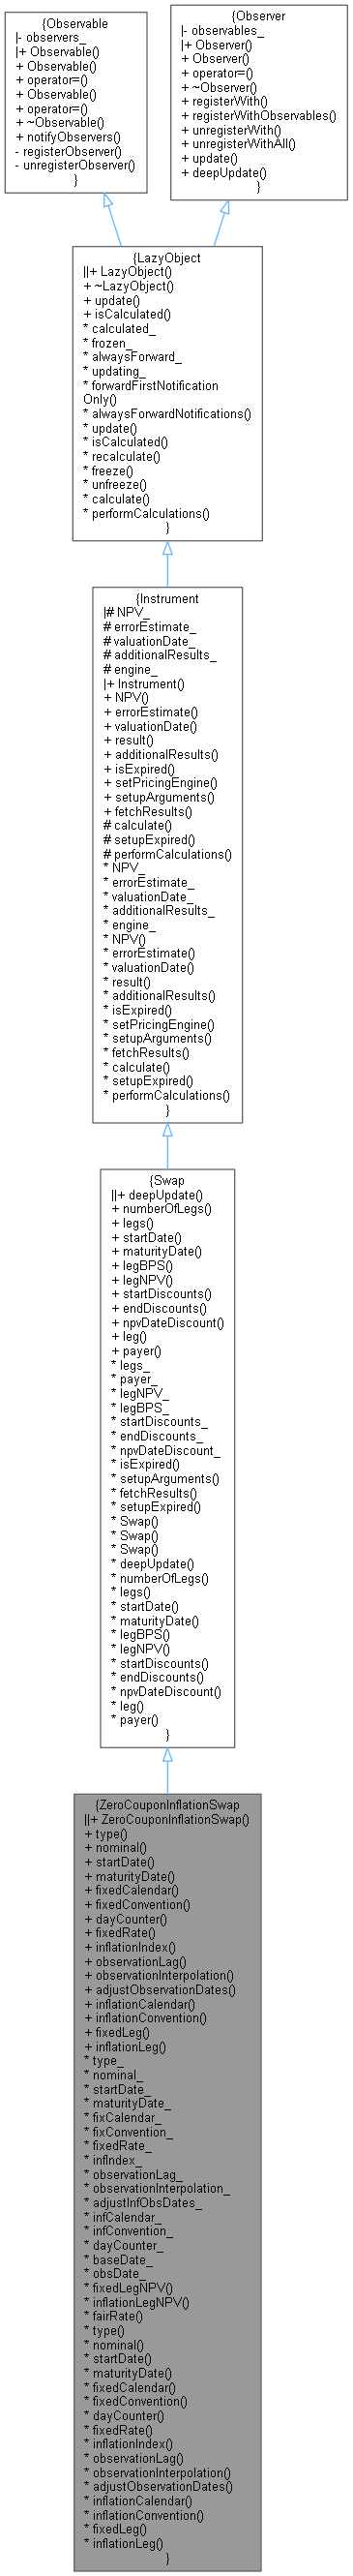 {Observable
|- observers_
|+ Observable()
+ Observable()
+ operator=()
+ Observable()
+ operator=()
+ ~Observable()
+ notifyObservers()
- registerObserver()
- unregisterObserver()
}
{Observer
|- observables_
|+ Observer()
+ Observer()
+ operator=()
+ ~Observer()
+ registerWith()
+ registerWithObservables()
+ unregisterWith()
+ unregisterWithAll()
+ update()
+ deepUpdate()
}
{LazyObject
||+ LazyObject()
+ ~LazyObject()
+ update()
+ isCalculated()
* calculated_
* frozen_
* alwaysForward_
* updating_
* forwardFirstNotification
Only()
* alwaysForwardNotifications()
* update()
* isCalculated()
* recalculate()
* freeze()
* unfreeze()
* calculate()
* performCalculations()
}
{Instrument
|# NPV_
# errorEstimate_
# valuationDate_
# additionalResults_
# engine_
|+ Instrument()
+ NPV()
+ errorEstimate()
+ valuationDate()
+ result()
+ additionalResults()
+ isExpired()
+ setPricingEngine()
+ setupArguments()
+ fetchResults()
# calculate()
# setupExpired()
# performCalculations()
* NPV_
* errorEstimate_
* valuationDate_
* additionalResults_
* engine_
* NPV()
* errorEstimate()
* valuationDate()
* result()
* additionalResults()
* isExpired()
* setPricingEngine()
* setupArguments()
* fetchResults()
* calculate()
* setupExpired()
* performCalculations()
}
{Swap
||+ deepUpdate()
+ numberOfLegs()
+ legs()
+ startDate()
+ maturityDate()
+ legBPS()
+ legNPV()
+ startDiscounts()
+ endDiscounts()
+ npvDateDiscount()
+ leg()
+ payer()
* legs_
* payer_
* legNPV_
* legBPS_
* startDiscounts_
* endDiscounts_
* npvDateDiscount_
* isExpired()
* setupArguments()
* fetchResults()
* setupExpired()
* Swap()
* Swap()
* Swap()
* deepUpdate()
* numberOfLegs()
* legs()
* startDate()
* maturityDate()
* legBPS()
* legNPV()
* startDiscounts()
* endDiscounts()
* npvDateDiscount()
* leg()
* payer()
}
{ZeroCouponInflationSwap
||+ ZeroCouponInflationSwap()
+ type()
+ nominal()
+ startDate()
+ maturityDate()
+ fixedCalendar()
+ fixedConvention()
+ dayCounter()
+ fixedRate()
+ inflationIndex()
+ observationLag()
+ observationInterpolation()
+ adjustObservationDates()
+ inflationCalendar()
+ inflationConvention()
+ fixedLeg()
+ inflationLeg()
* type_
* nominal_
* startDate_
* maturityDate_
* fixCalendar_
* fixConvention_
* fixedRate_
* infIndex_
* observationLag_
* observationInterpolation_
* adjustInfObsDates_
* infCalendar_
* infConvention_
* dayCounter_
* baseDate_
* obsDate_
* fixedLegNPV()
* inflationLegNPV()
* fairRate()
* type()
* nominal()
* startDate()
* maturityDate()
* fixedCalendar()
* fixedConvention()
* dayCounter()
* fixedRate()
* inflationIndex()
* observationLag()
* observationInterpolation()
* adjustObservationDates()
* inflationCalendar()
* inflationConvention()
* fixedLeg()
* inflationLeg()
}